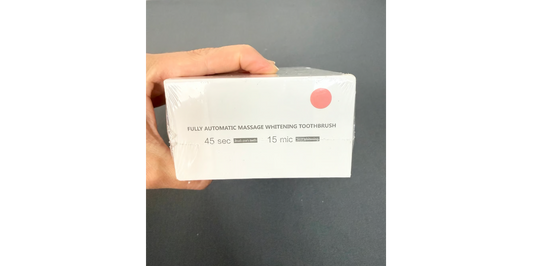 FULLY AUTOMATIC MASSAGE WHITENING TOOTHBRUSH
45 sec 15 mic